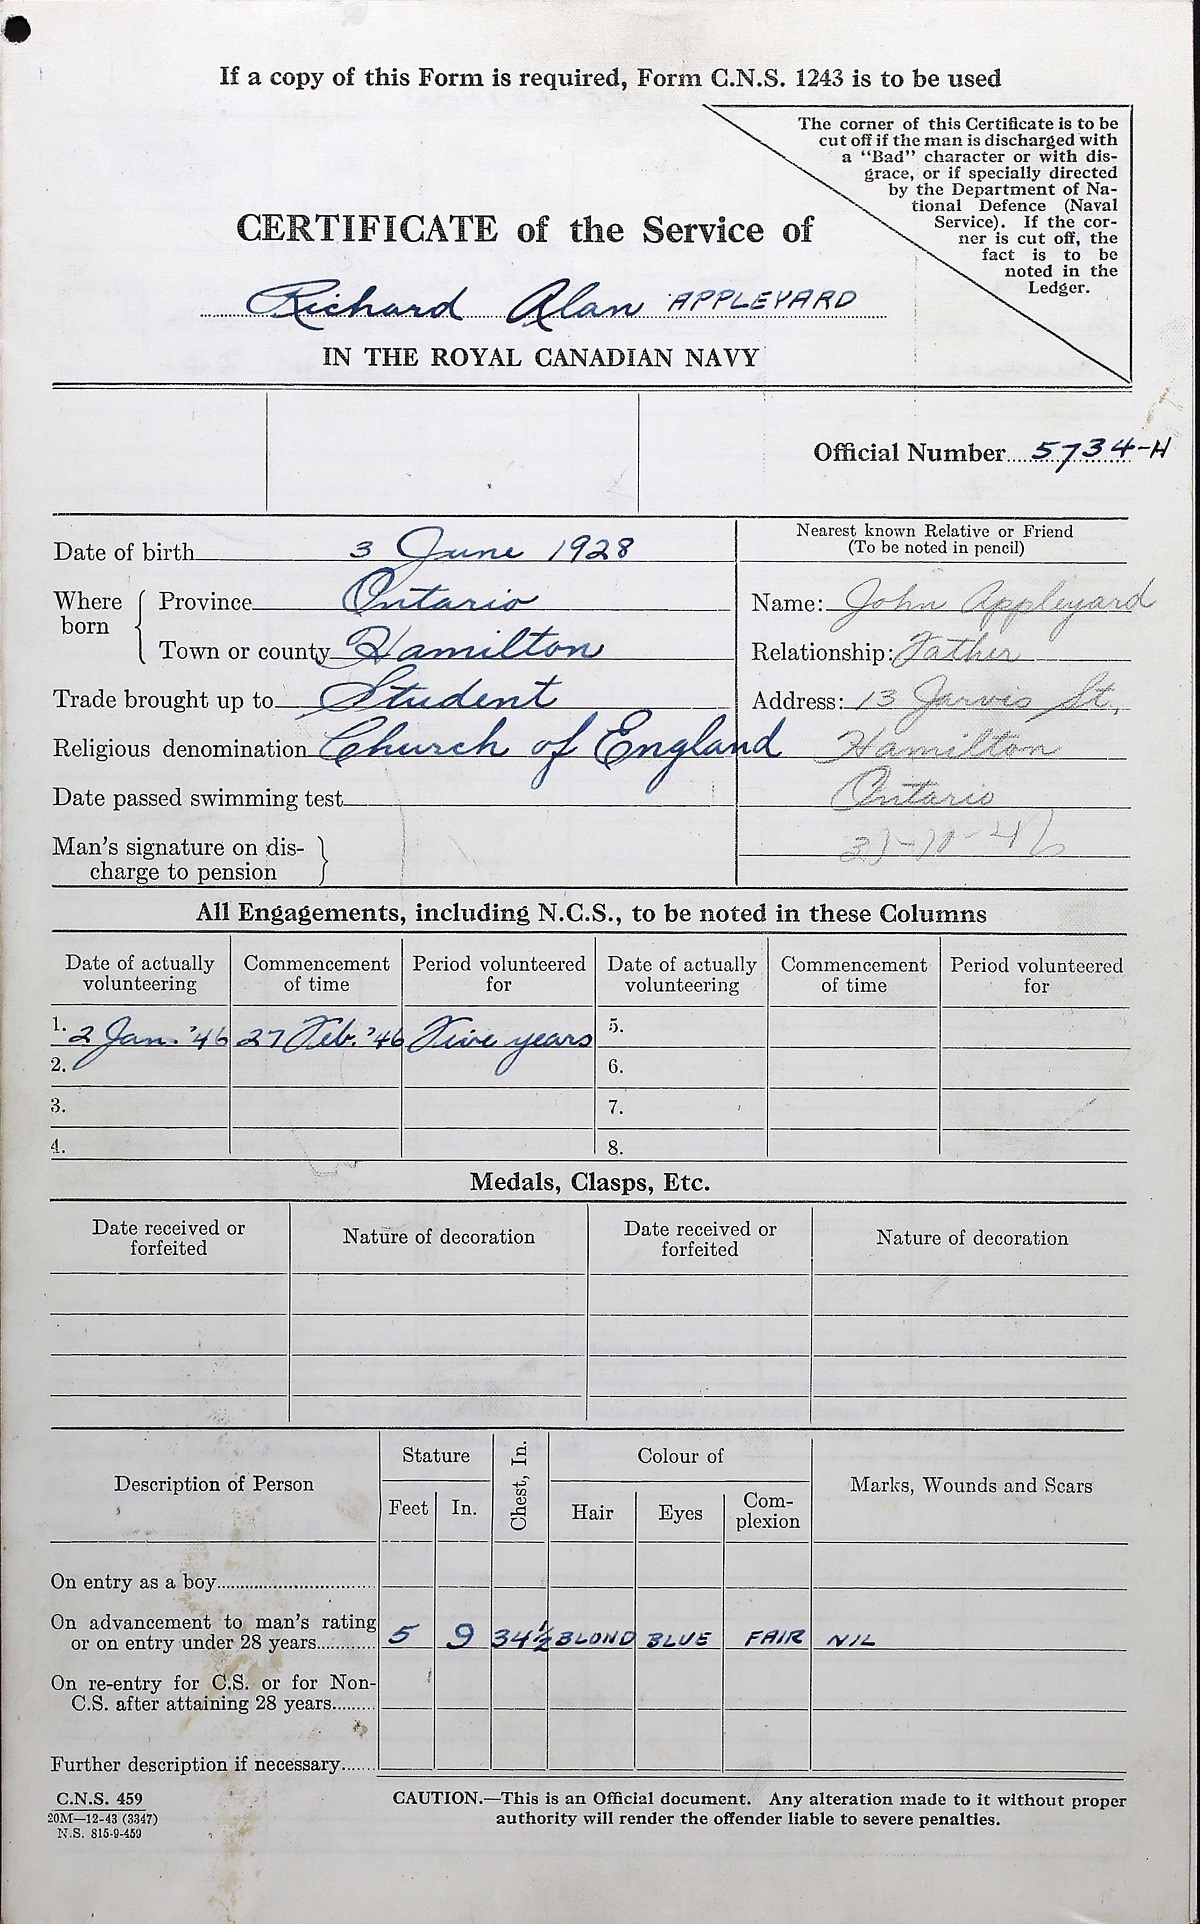 If a copy of this Form is required, Form C.N.S. 1243 is to be used
The corner of this Certificate is to be
cut off if the man is discharged with
a "Bad" character or with dis-
grace, or if specially directed
by the Department of Na-
tional Defence (Naval
Service). If the cor-
ner is cut off, the
fact is to be
noted in the
Ledger.
CERTIFICATE of the Service of
Richard Alan APPLEYARD
IN THE ROYAL CANADIAN NAVY
Official Number 5734-H
Date of birth 3 June 1928
Where born
Province Ontario
Town or county Hamilton
Trade brought up to Student
Religious denomination Church of England
Date passed swimming test
Man's signature on dis-
charge to pension
Nearest known Relative or Friend
(To be noted in pencil)
Name: John Appleyard
Relationship: Father
Address: 13 Jarvis St.,
Hamilton
Ontario
All Engagements, including N.C.S., to be noted in these Columns
Date of actually volunteering Commencement of time Period volunteered for Date of actually volunteering Commencement of time Period volunteered for
1. 2 Jan. '46 27 Feb. '46 Five years 5.
2. 6.
3. 7.
4. 8.
Medals, Clasps, Etc.
Date received or forfeited Nature of decoration Date received or forfeited Nature of decoration
Description of Person Stature Chest, In. Colour of Marks, Wounds and Scars
Feet In. Hair Eyes Com-
plexion
On entry as a boy
On advancement to man's rating
or on entry under 28 years 5 9 34½ BLOND BLUE FAIR NIL
On re-entry for C.S. or for Non-
C.S. after attaining 28 years
Further description if necessary
C.N.S. 459
20M—12-43 (3347)
N.S. 815-9-459
CAUTION.—This is an Official document. Any alteration made to it without proper
authority will render the offender liable to severe penalties.